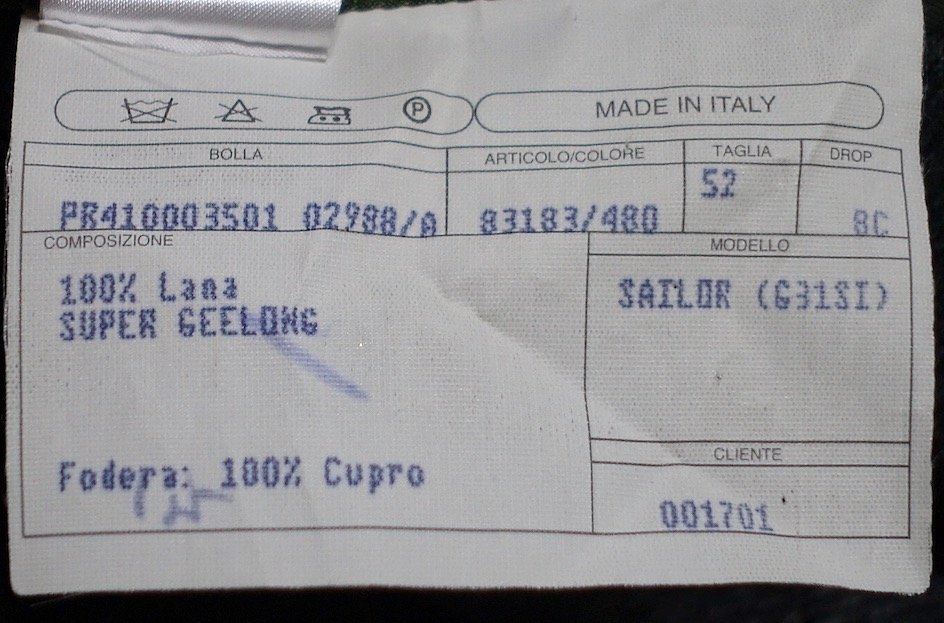 P
MADE IN ITALY
BOLLA
ARTICOLO/COLORE
TAGLIA
DROP
PR410003501 02988/A
83183/480
52
8C
COMPOSIZIONE
MODELLO
100% Lana
SUPER GEELONG
SAILOR (G31SI)
CLIENTE
Fodera: 100% Cupro
001701